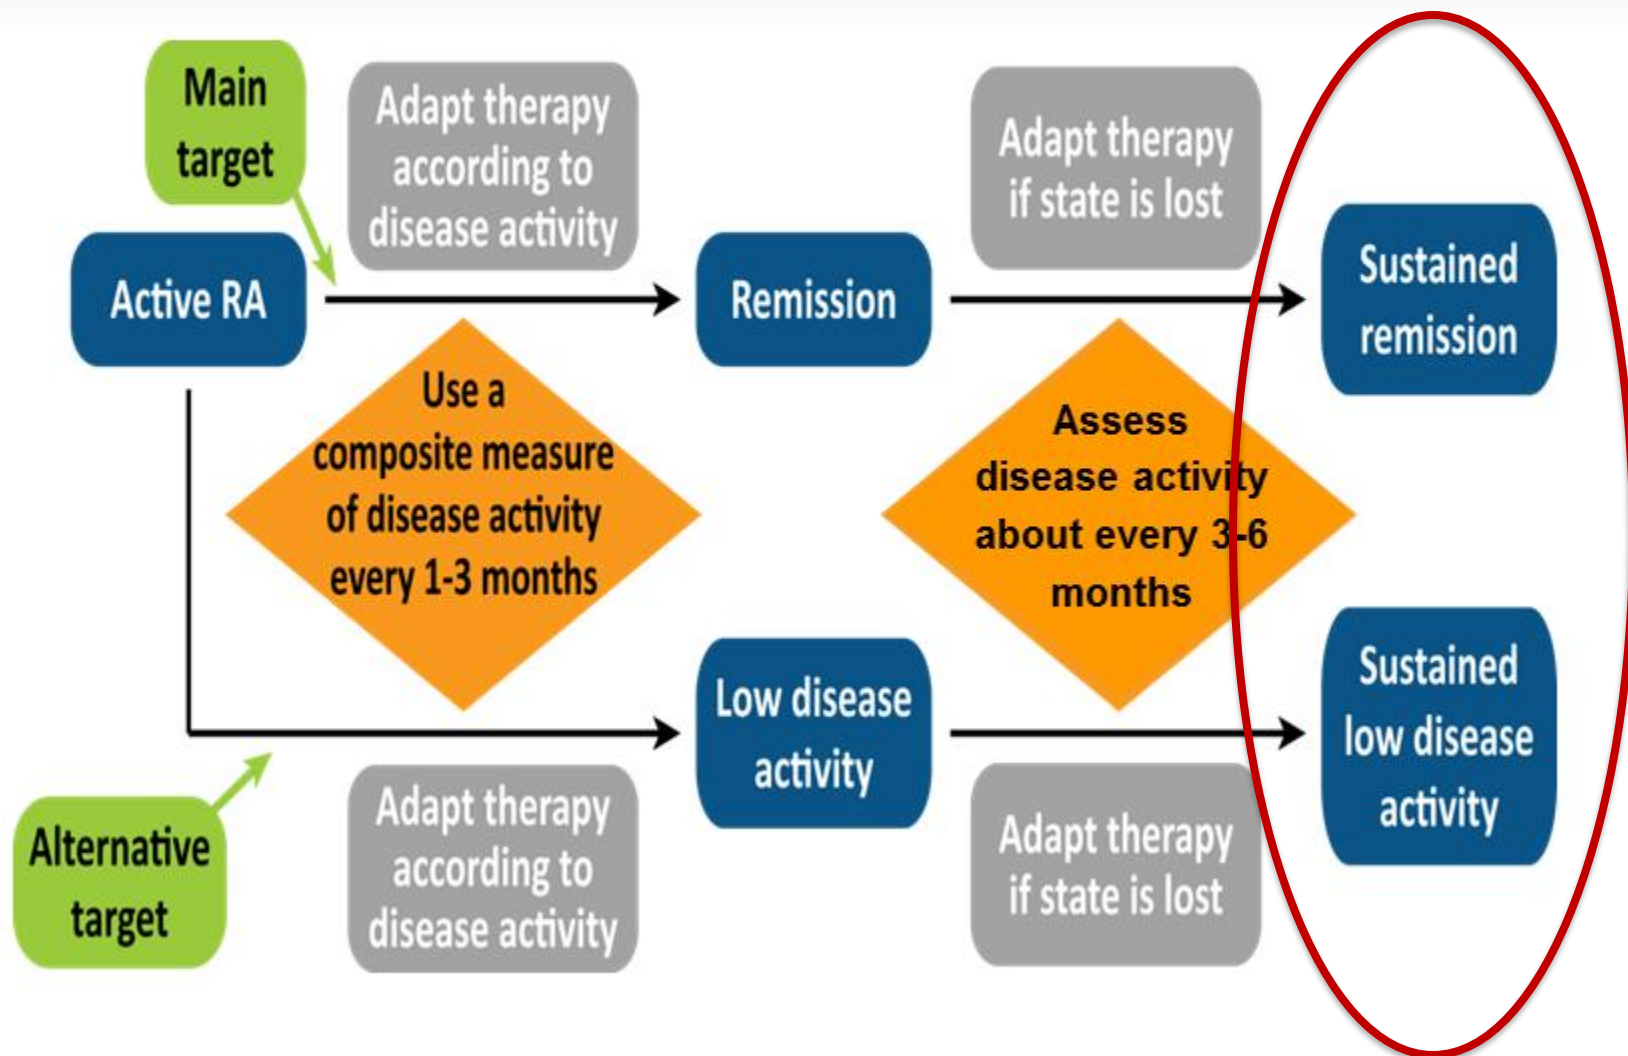 Main
target
Adapt therapy
according to
disease activity
Adapt therapy
if state is lost
Active RA
Remission
Sustained
remission
Use a
composite measure
of disease activity
every 1-3 months
Assess
disease activity
about every 3-6
months
Low disease
activity
Sustained
low disease
activity
Alternative
target
Adapt therapy
according to
disease activity
Adapt therapy
if state is lost